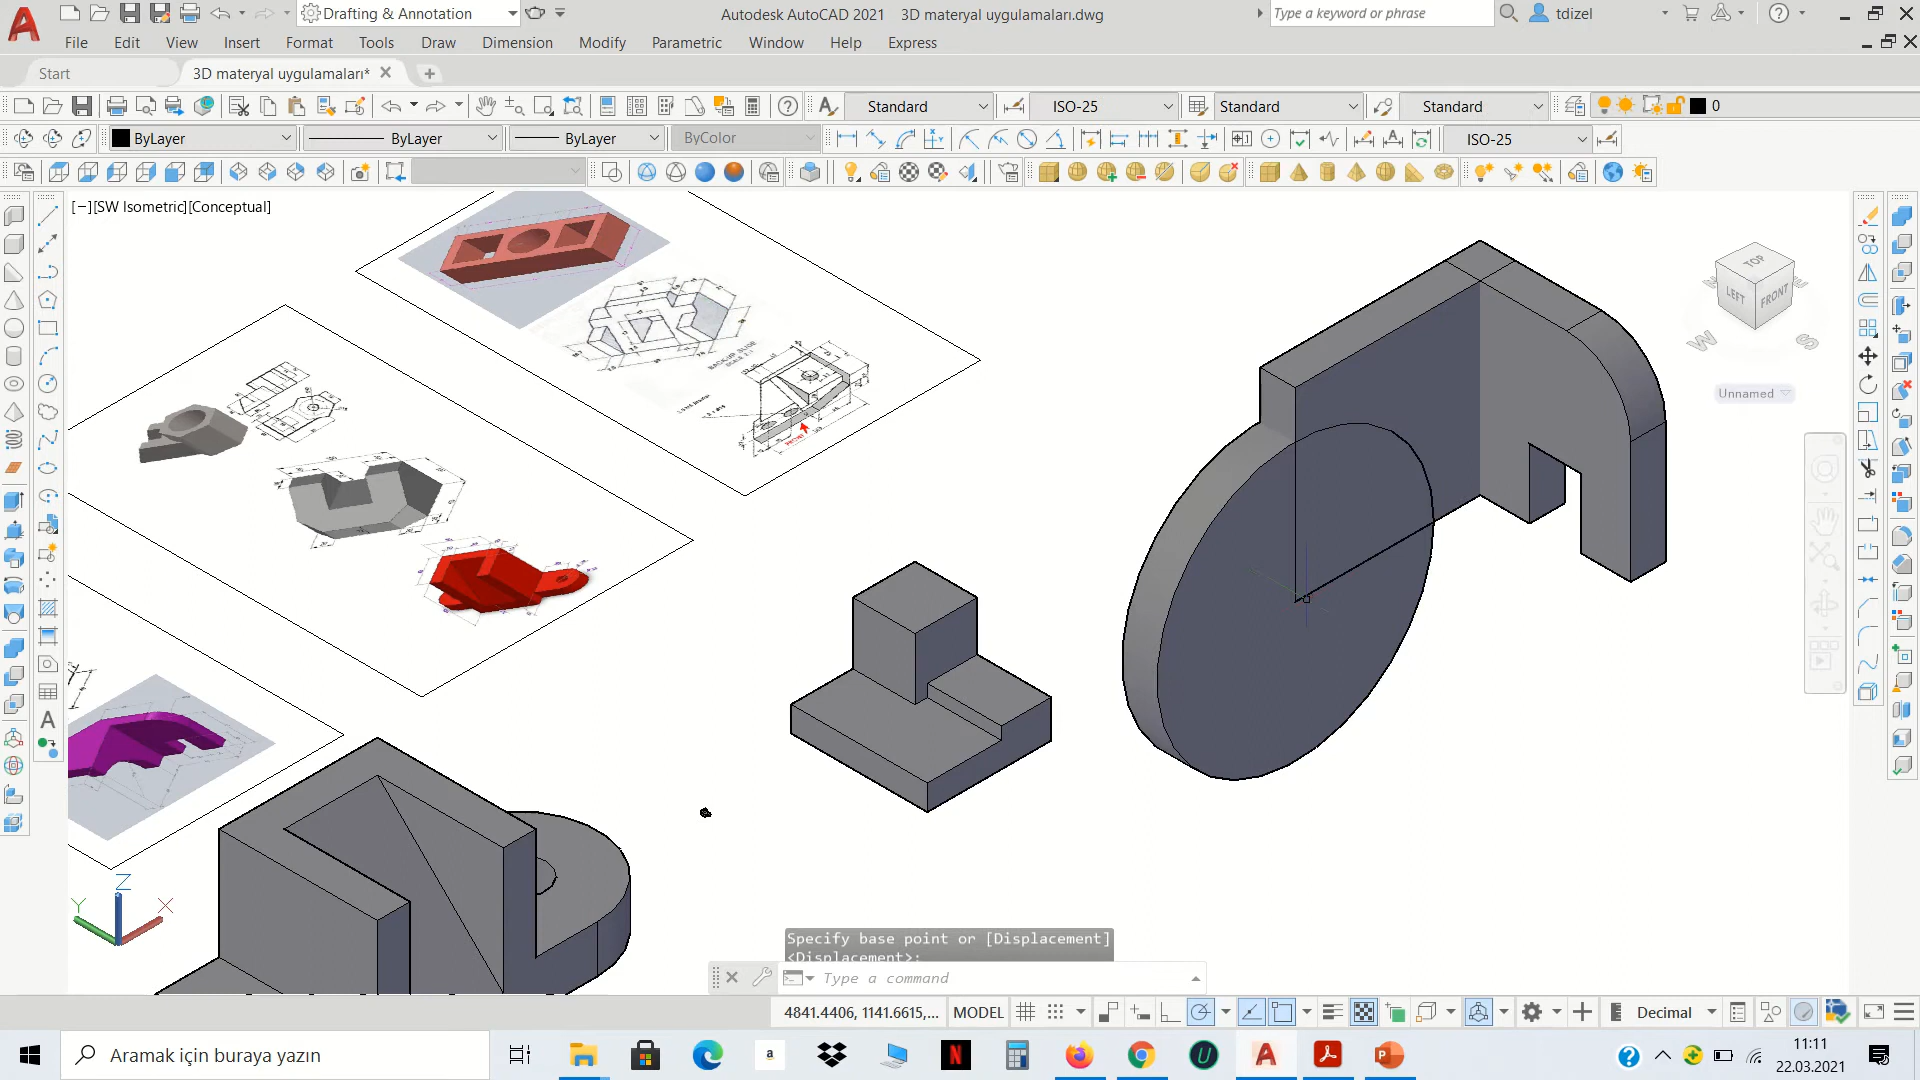 Drafting & Annotation
Autodesk AutoCAD 2021    3D materyal uygulamaları.dwg
Type a keyword or phrase
tdizel
File Edit View Insert Format Tools Draw Dimension Modify Parametric Window Help Express
Start
3D materyal uygulamaları*
Standard
ISO-25
Standard
Standard
0
ByLayer
ByLayer
ByLayer
ByColor
ISO-25
[−][SW Isometric][Conceptual]
TOP
LEFT
FRONT
W
S
Unnamed
Z
Y
X
Specify base point or [Displacement]
<Displacement>:
Type a command
4841.4406, 1141.6615,...
MODEL
Decimal
Aramak için buraya yazın
11:11
22.03.2021